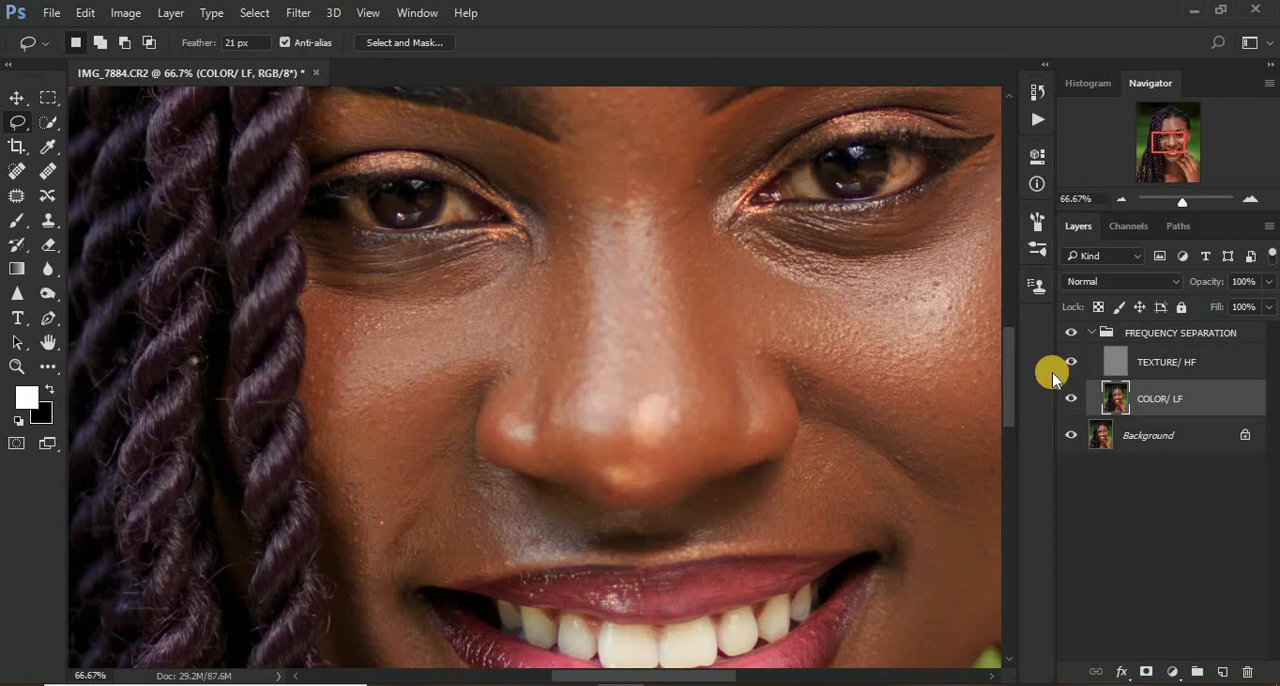 Ps File Edit Image Layer Type Select Filter 3D View Window Help
Feather: 21 px Anti-alias Select and Mask...
IMG_7884.CR2 @ 66.7% (COLOR/ LF, RGB/8*) * ×
Histogram Navigator
66.67%
Layers Channels Paths
Kind
Normal Opacity: 100%
Lock: Fill: 100%
FREQUENCY SEPARATION
TEXTURE/ HF
COLOR/ LF
Background
66.67% Doc: 29.2M/87.6M